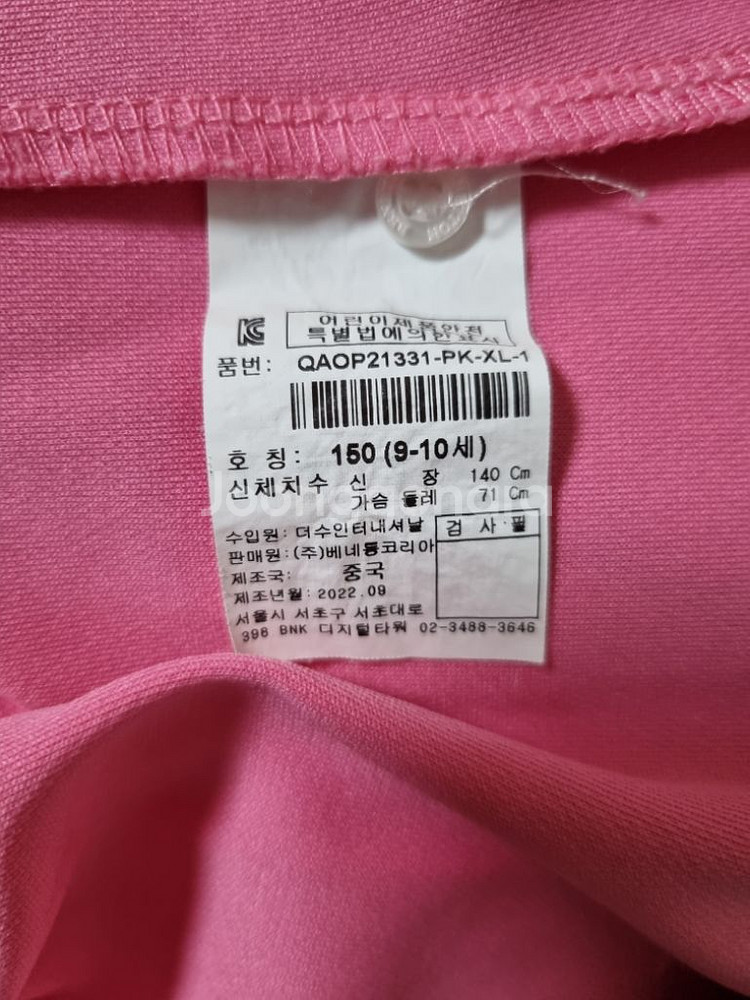 어린이제품안전
특별법에의한표시
품번: QAOP21331-PK-XL-1
호 칭: 150 (9-10세)
신체치수 신 장 140 Cm
가슴 둘레 71 Cm
수입원: 더수인터내셔날
검 사 필
판매원: (주)베네통코리아
제조국: 중국
제조년월: 2022.09
서울시 서초구 서초대로
398 BNK 디지털타워 02-3488-3646
Joonggonara